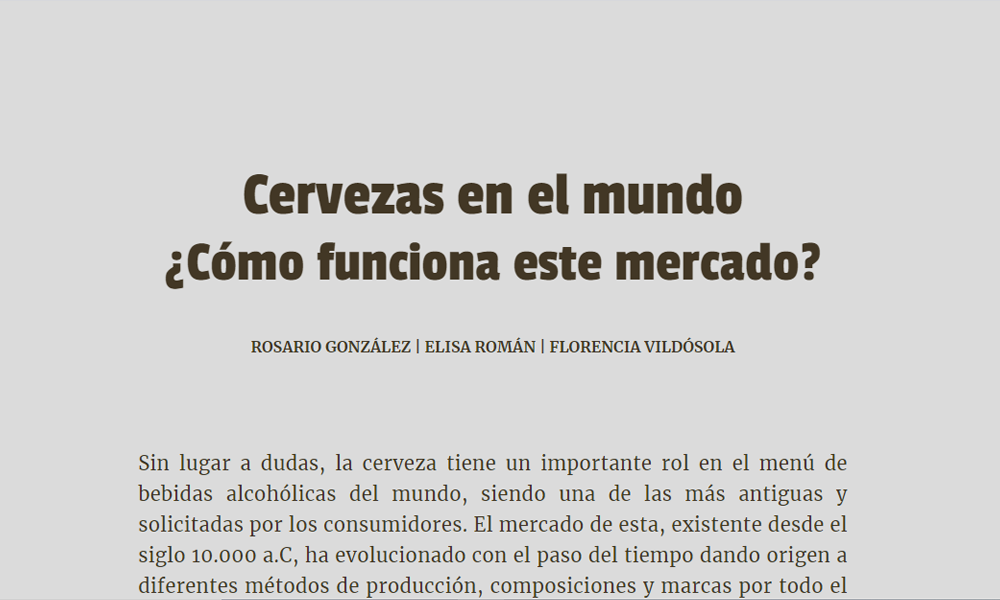 Cervezas en el mundo
¿Cómo funciona este mercado?
ROSARIO GONZÁLEZ | ELISA ROMÁN | FLORENCIA VILDÓSOLA
Sin lugar a dudas, la cerveza tiene un importante rol en el menú de
bebidas alcohólicas del mundo, siendo una de las más antiguas y
solicitadas por los consumidores. El mercado de esta, existente desde el
siglo 10.000 a.C, ha evolucionado con el paso del tiempo dando origen a
diferentes métodos de producción, composiciones y marcas por todo el